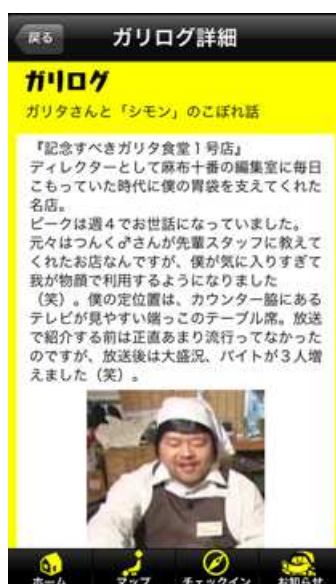 戻る
ガリログ詳細
ガリログ
ガリタさんと「シモン」のこぼれ話
『記念すべきガリタ食堂1号店』
ディレクターとして麻布十番の編集室に毎日
こもっていた時代に僕の胃袋を支えてくれた
名店。
ピークは週4でお世話になっていました。
元々はつんく♂さんが先輩スタッフに教えて
くれたお店なんですが、僕が気に入りすぎて
我が物顔で利用するようになりました
(笑)。僕の定位置は、カウンター脇にある
テレビが見やすい端っこのテーブル席。放送
で紹介する前は正直あまり流行ってなかった
のですが、放送後は大盛況、バイトが3人増
えました(笑)。
ホーム
マップ
チェックイン
お知らせ